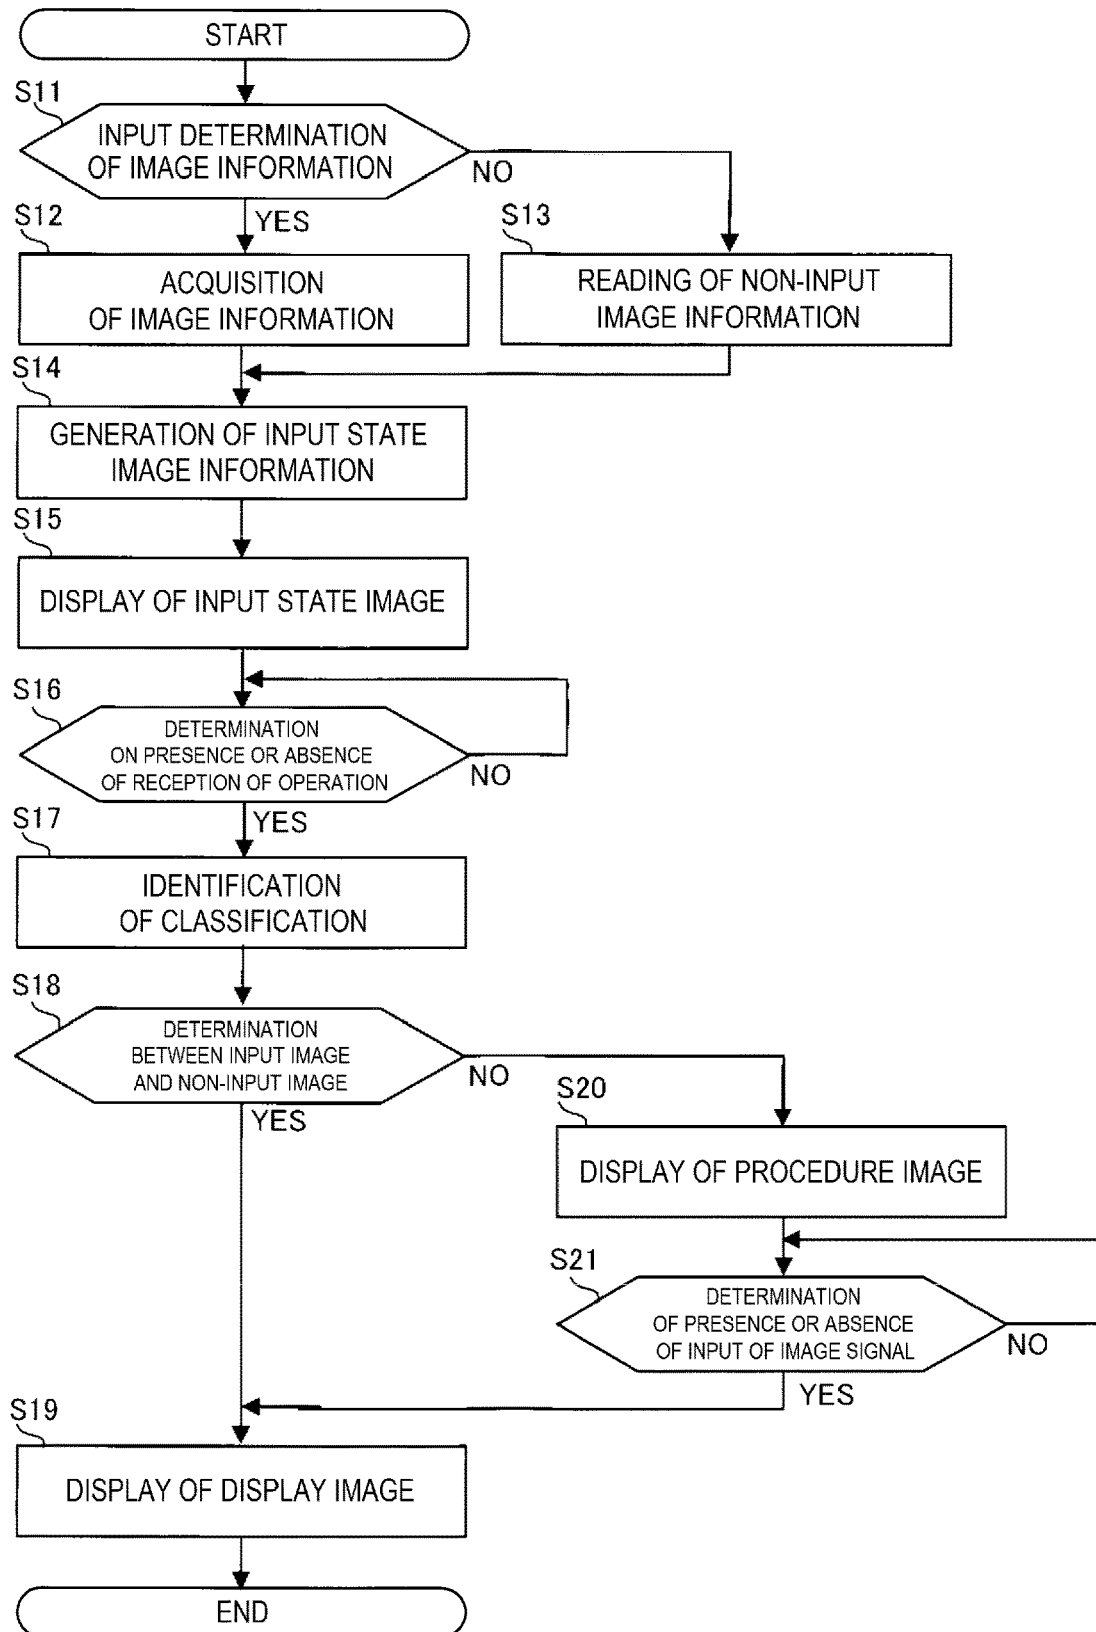 START
S11
INPUT DETERMINATION
OF IMAGE INFORMATION
NO
YES
S12
ACQUISITION
OF IMAGE INFORMATION
S13
READING OF NON-INPUT
IMAGE INFORMATION
S14
GENERATION OF INPUT STATE
IMAGE INFORMATION
S15
DISPLAY OF INPUT STATE IMAGE
S16
DETERMINATION
ON PRESENCE OR ABSENCE
OF RECEPTION OF OPERATION
NO
YES
S17
IDENTIFICATION
OF CLASSIFICATION
S18
DETERMINATION
BETWEEN INPUT IMAGE
AND NON-INPUT IMAGE
NO
YES
S20
DISPLAY OF PROCEDURE IMAGE
S21
DETERMINATION
OF PRESENCE OR ABSENCE
OF INPUT OF IMAGE SIGNAL
NO
YES
S19
DISPLAY OF DISPLAY IMAGE
END